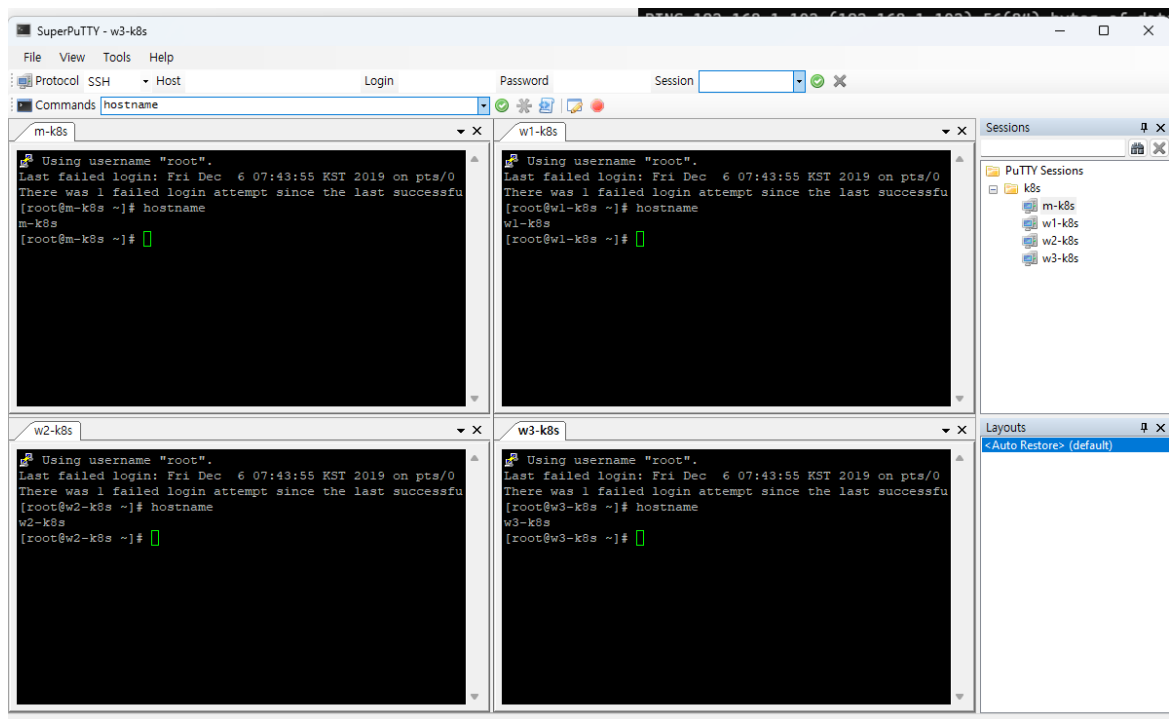 SuperPuTTY - w3-k8s
File View Tools Help
Protocol SSH Host Login Password Session
Commands hostname
m-k8s
Using username "root".
Last failed login: Fri Dec  6 07:43:55 KST 2019 on pts/0
There was 1 failed login attempt since the last successfu
[root@m-k8s ~]# hostname
m-k8s
[root@m-k8s ~]#
w1-k8s
Using username "root".
Last failed login: Fri Dec  6 07:43:55 KST 2019 on pts/0
There was 1 failed login attempt since the last successfu
[root@w1-k8s ~]# hostname
w1-k8s
[root@w1-k8s ~]#
Sessions
PuTTY Sessions
k8s
m-k8s
w1-k8s
w2-k8s
w3-k8s
w2-k8s
Using username "root".
Last failed login: Fri Dec  6 07:43:55 KST 2019 on pts/0
There was 1 failed login attempt since the last successfu
[root@w2-k8s ~]# hostname
w2-k8s
[root@w2-k8s ~]#
w3-k8s
Using username "root".
Last failed login: Fri Dec  6 07:43:55 KST 2019 on pts/0
There was 1 failed login attempt since the last successfu
[root@w3-k8s ~]# hostname
w3-k8s
[root@w3-k8s ~]#
Layouts
<Auto Restore> (default)